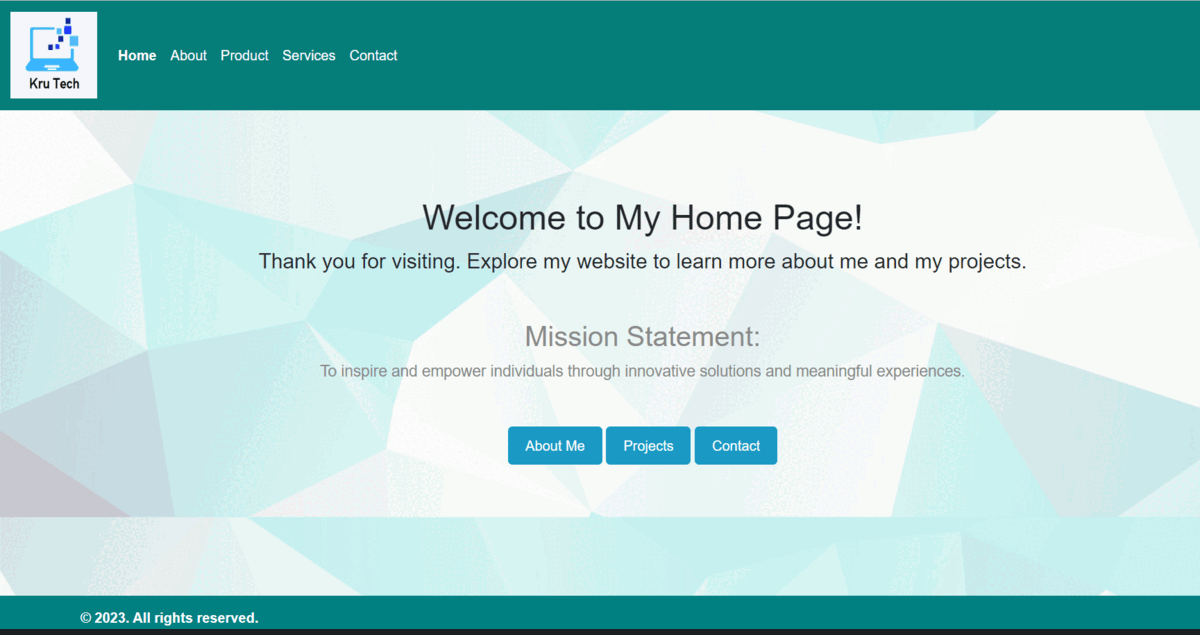 Kru Tech
Home About Product Services Contact
Welcome to My Home Page!
Thank you for visiting. Explore my website to learn more about me and my projects.
Mission Statement:
To inspire and empower individuals through innovative solutions and meaningful experiences.
About Me Projects Contact
© 2023. All rights reserved.